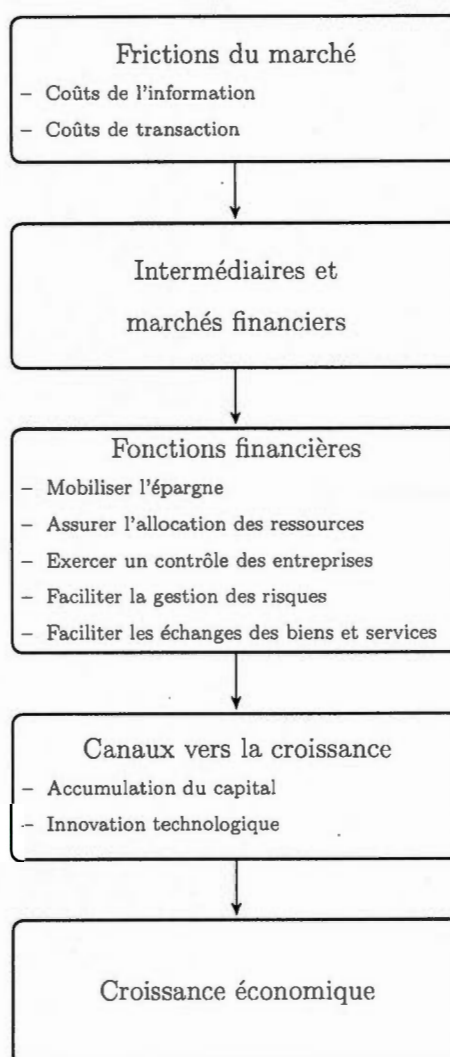 Frictions du marché
– Coûts de l'information
– Coûts de transaction
Intermédiaires et
marchés financiers
Fonctions financières
– Mobiliser l'épargne
– Assurer l'allocation des ressources
– Exercer un contrôle des entreprises
– Faciliter la gestion des risques
– Faciliter les échanges des biens et services
Canaux vers la croissance
– Accumulation du capital
– Innovation technologique
Croissance économique